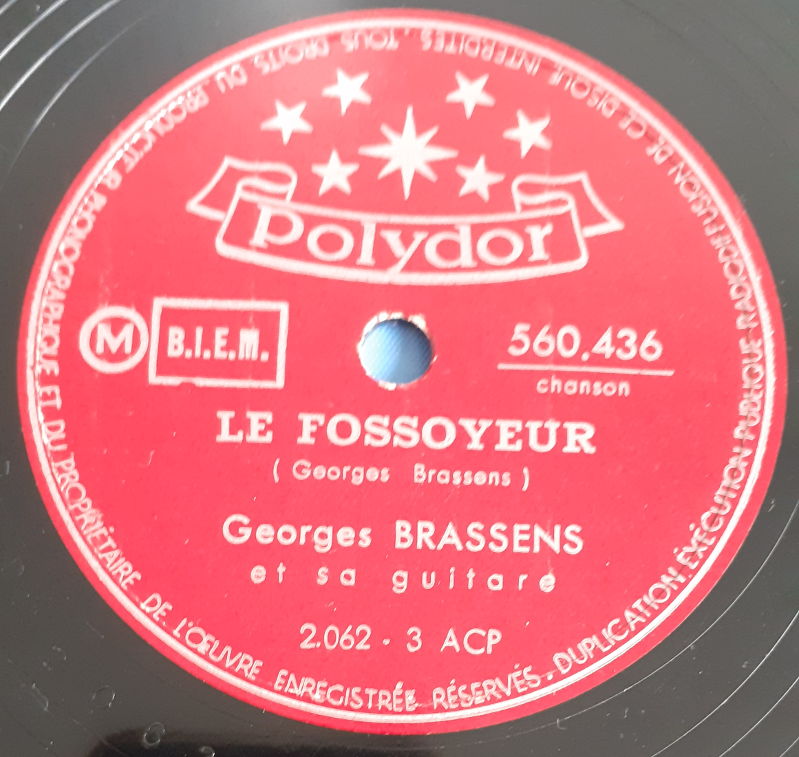 Polydor
M
B.I.E.M.
560.436
chanson
LE FOSSOYEUR
( Georges Brassens )
Georges BRASSENS
et sa guitare
2.062 - 3 ACP
TOUS DROITS DU PRODUCTEUR PHONOGRAPHIQUE ET DU PROPRIÉTAIRE DE L'ŒUVRE ENREGISTRÉE RÉSERVÉS. DUPLICATION. EXÉCUTION PUBLIQUE. RADIODIFFUSION DE CE DISQUE INTERDITES.